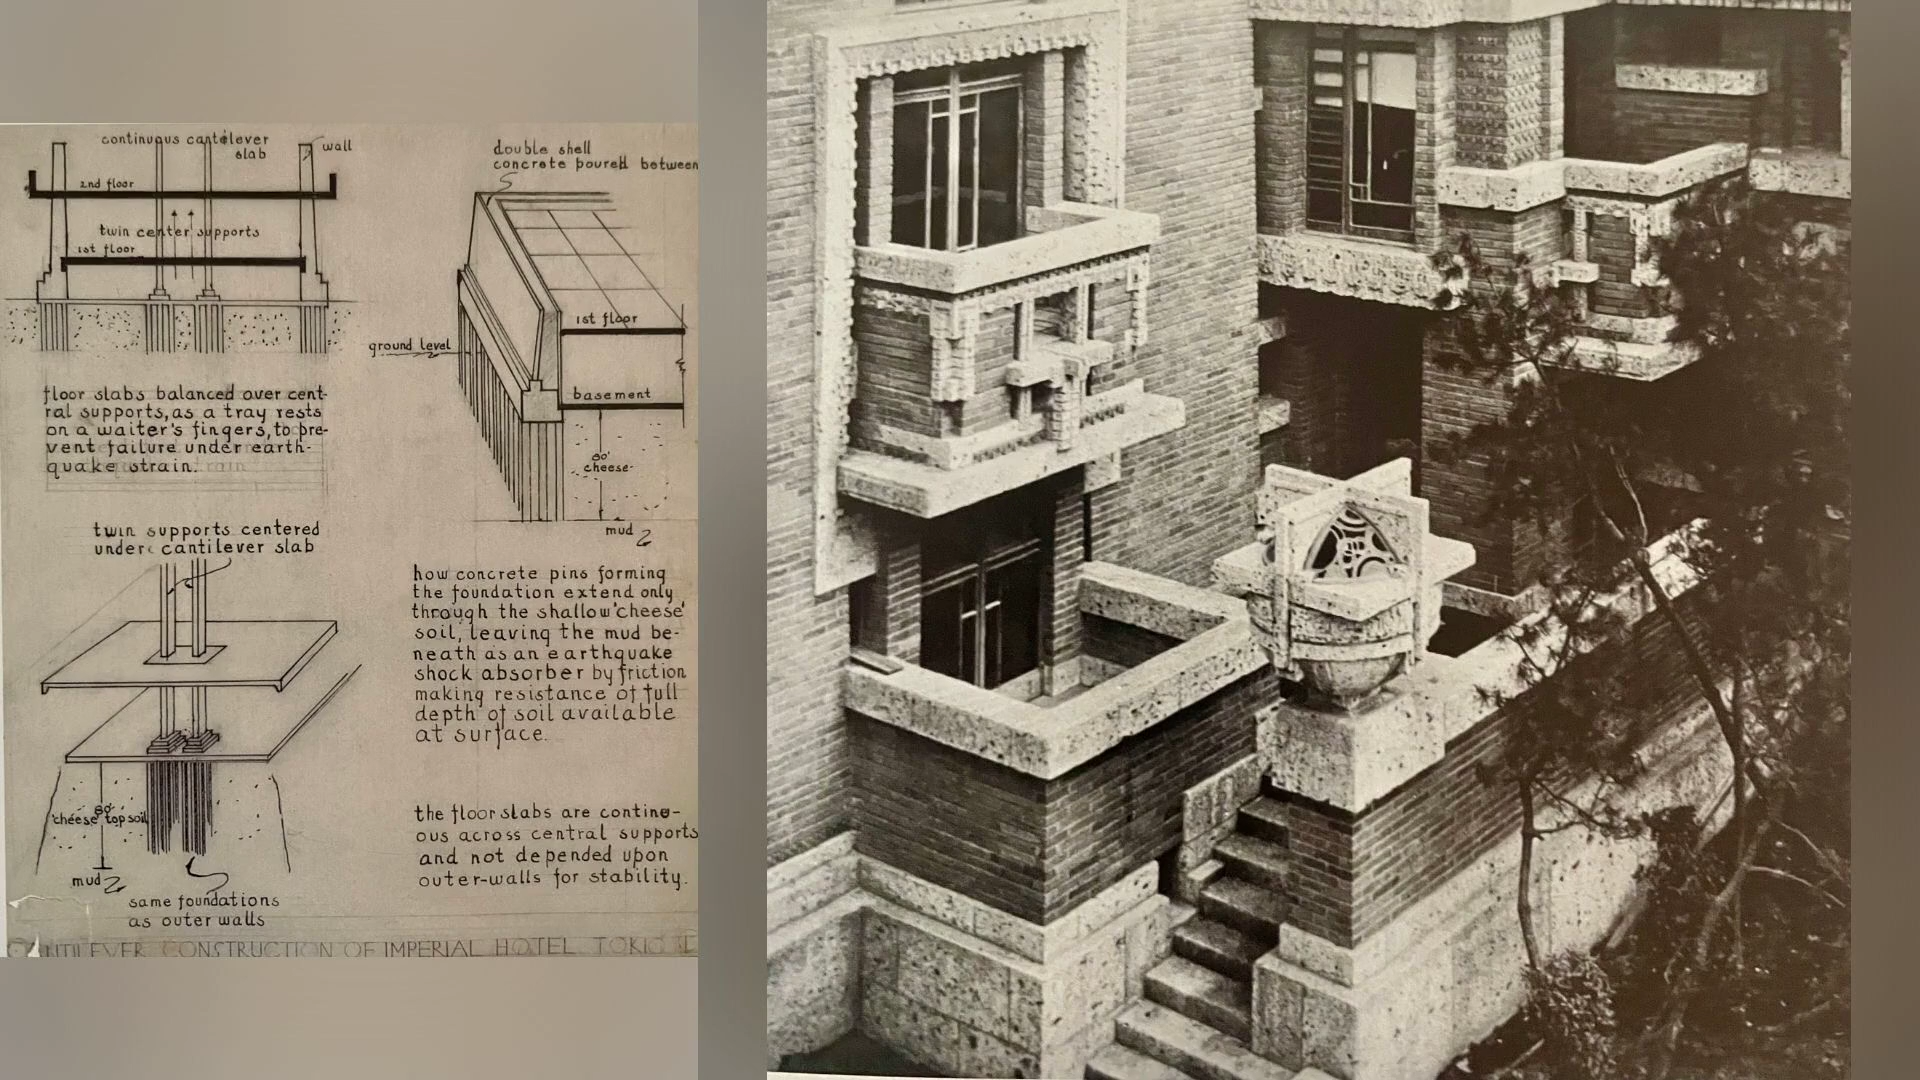 continuous cantilever
slab
wall
2nd floor
twin center supports
1st floor
floor slabs balanced over cent-
ral supports, as a tray rests
on a waiter's fingers, to pre-
vent failure under earth-
quake strain.
twin supports centered
under cantilever slab
80'
'cheese' top soil
mud
same foundations
as outer walls
double shell
concrete poured between
1st floor
ground level
basement
80'
cheese
mud
how concrete pins forming
the foundation extend only
through the shallow 'cheese'
soil, leaving the mud be-
neath as an earthquake
shock absorber by friction
making resistance of full
depth of soil available
at surface.
the floor slabs are contine-
ous across central supports
and not depended upon
outer-walls for stability.
CONSTRUCTION OF IMPERIAL HOTEL TOKIO